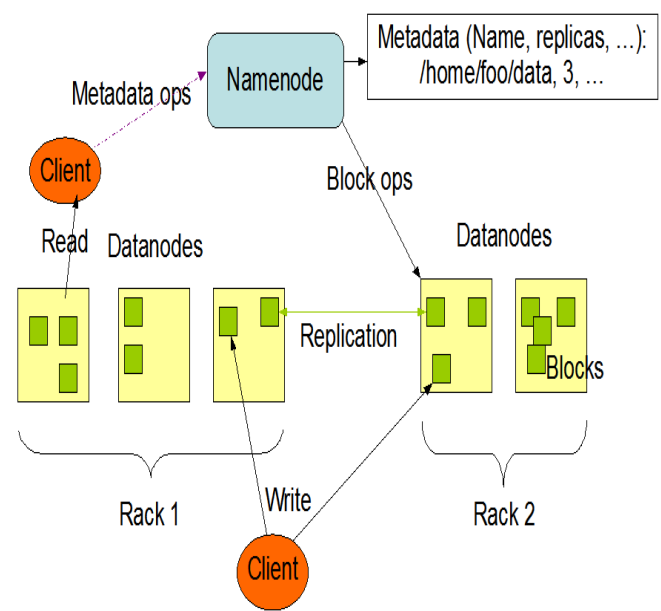 Metadata (Name, replicas, ...):
/home/foo/data, 3, ...
Namenode
Metadata ops
Client
Block ops
Read
Datanodes
Datanodes
Replication
Blocks
Rack 1
Write
Rack 2
Client